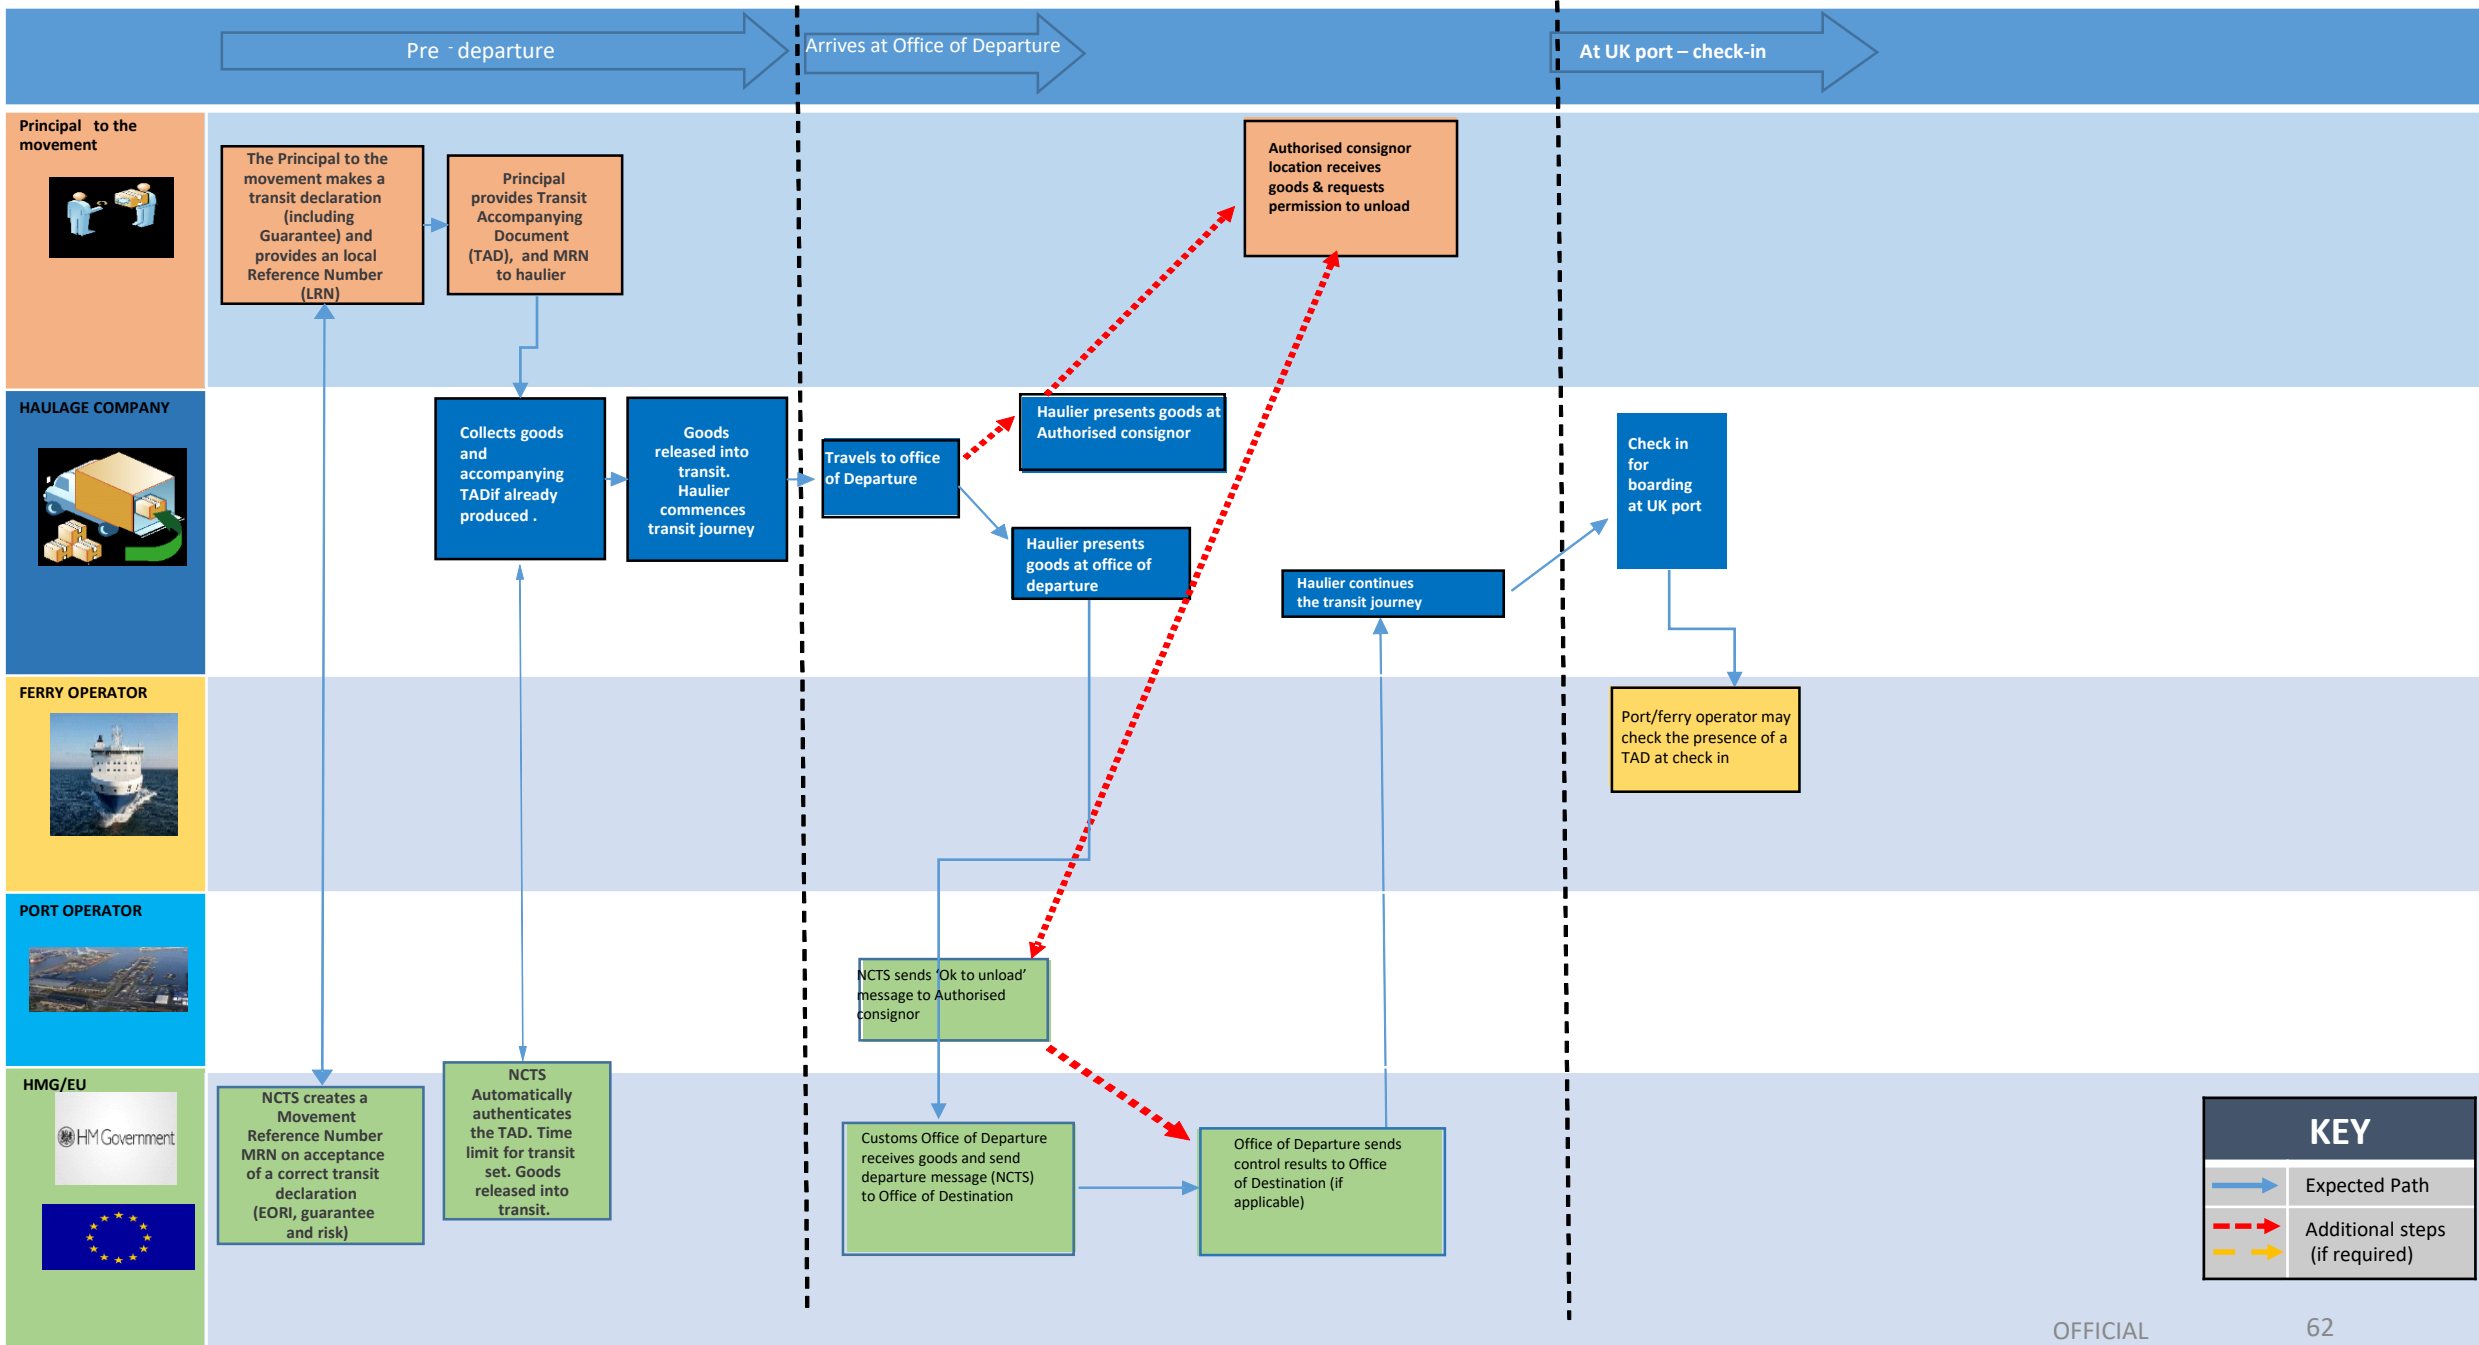 Pre - departure
Arrives at Office of Departure
At UK port – check-in
Principal to the
movement
The Principal to the
movement makes a
transit declaration
(including
Guarantee) and
provides an local
Reference Number
(LRN)
Principal
provides Transit
Accompanying
Document
(TAD), and MRN
to haulier
Authorised consignor
location receives
goods & requests
permission to unload
HAULAGE COMPANY
Collects goods
and
accompanying
TADif already
produced .
Goods
released into
transit.
Haulier
commences
transit journey
Travels to office
of Departure
Haulier presents goods at
Authorised consignor
Haulier presents
goods at office of
departure
Haulier continues
the transit journey
Check in
for
boarding
at UK port
FERRY OPERATOR
Port/ferry operator may
check the presence of a
TAD at check in
PORT OPERATOR
NCTS sends ‘Ok to unload’
message to Authorised
consignor
HMG/EU
HM Government
NCTS creates a
Movement
Reference Number
MRN on acceptance
of a correct transit
declaration
(EORI, guarantee
and risk)
NCTS
Automatically
authenticates
the TAD. Time
limit for transit
set. Goods
released into
transit.
Customs Office of Departure
receives goods and send
departure message (NCTS)
to Office of Destination
Office of Departure sends
control results to Office
of Destination (if
applicable)
KEY
Expected Path
Additional steps
(if required)
OFFICIAL
62